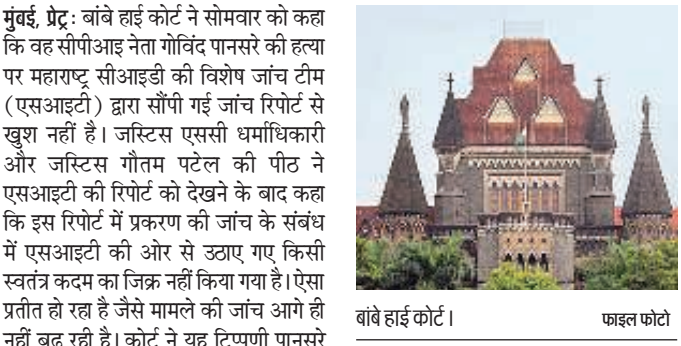 मुंबई, प्रेट्र : बांबे हाई कोर्ट ने सोमवार को कहा
कि वह सीपीआइ नेता गोविंद पानसरे की हत्या
पर महाराष्ट्र सीआइडी की विशेष जांच टीम
(एसआइटी) द्वारा सौंपी गई जांच रिपोर्ट से
खुश नहीं है। जस्टिस एससी धर्माधिकारी
और जस्टिस गौतम पटेल की पीठ ने
एसआइटी की रिपोर्ट को देखने के बाद कहा
कि इस रिपोर्ट में प्रकरण की जांच के संबंध
में एसआइटी की ओर से उठाए गए किसी
स्वतंत्र कदम का जिक्र नहीं किया गया है। ऐसा
प्रतीत हो रहा है जैसे मामले की जांच आगे ही
नहीं बढ़ रही है। कोर्ट ने यह टिप्पणी पानसरे
बांबे हाई कोर्ट। फाइल फोटो